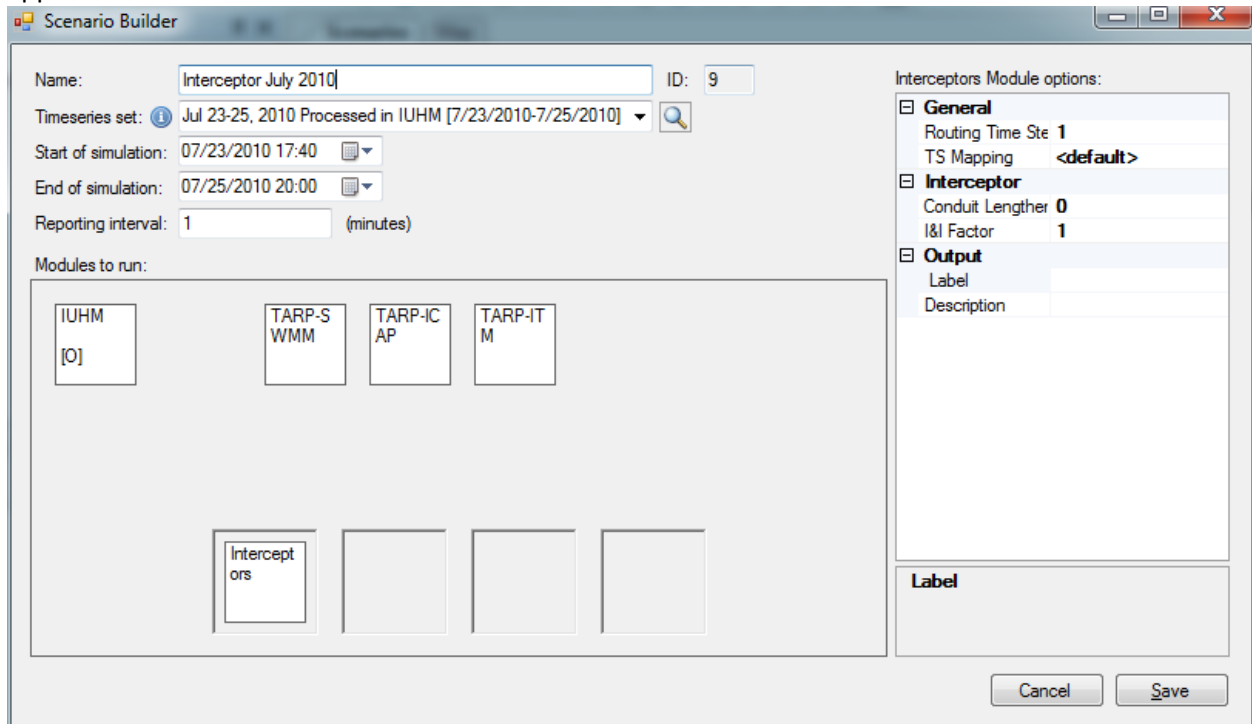 Scenario Builder
Name: Interceptor July 2010 ID: 9
Timeseries set: Jul 23-25, 2010 Processed in IUHM [7/23/2010-7/25/2010]
Start of simulation: 07/23/2010 17:40
End of simulation: 07/25/2010 20:00
Reporting interval: 1 (minutes)
Modules to run:
IUHM
[O]
TARP-S
WMM
TARP-IC
AP
TARP-IT
M
Intercept
ors
Interceptors Module options:
General
Routing Time Ste 1
TS Mapping <default>
Interceptor
Conduit Lengther 0
I&I Factor 1
Output
Label
Description
Label
Cancel Save